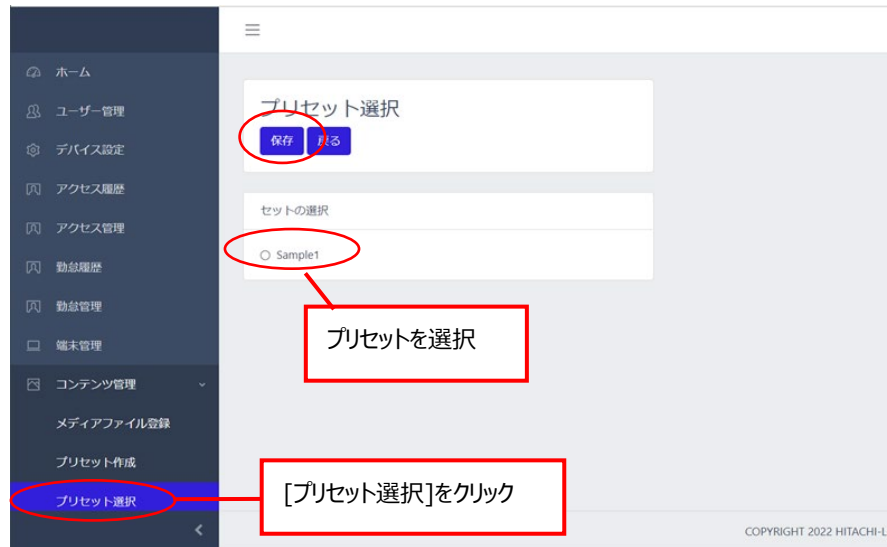 ホーム
ユーザー管理
デバイス設定
アクセス履歴
アクセス管理
勤怠履歴
勤怠管理
端末管理
コンテンツ管理
メディアファイル登録
プリセット作成
プリセット選択
プリセット選択
保存 戻る
セットの選択
Sample1
プリセットを選択
[プリセット選択]をクリック
COPYRIGHT 2022 HITACHI-L